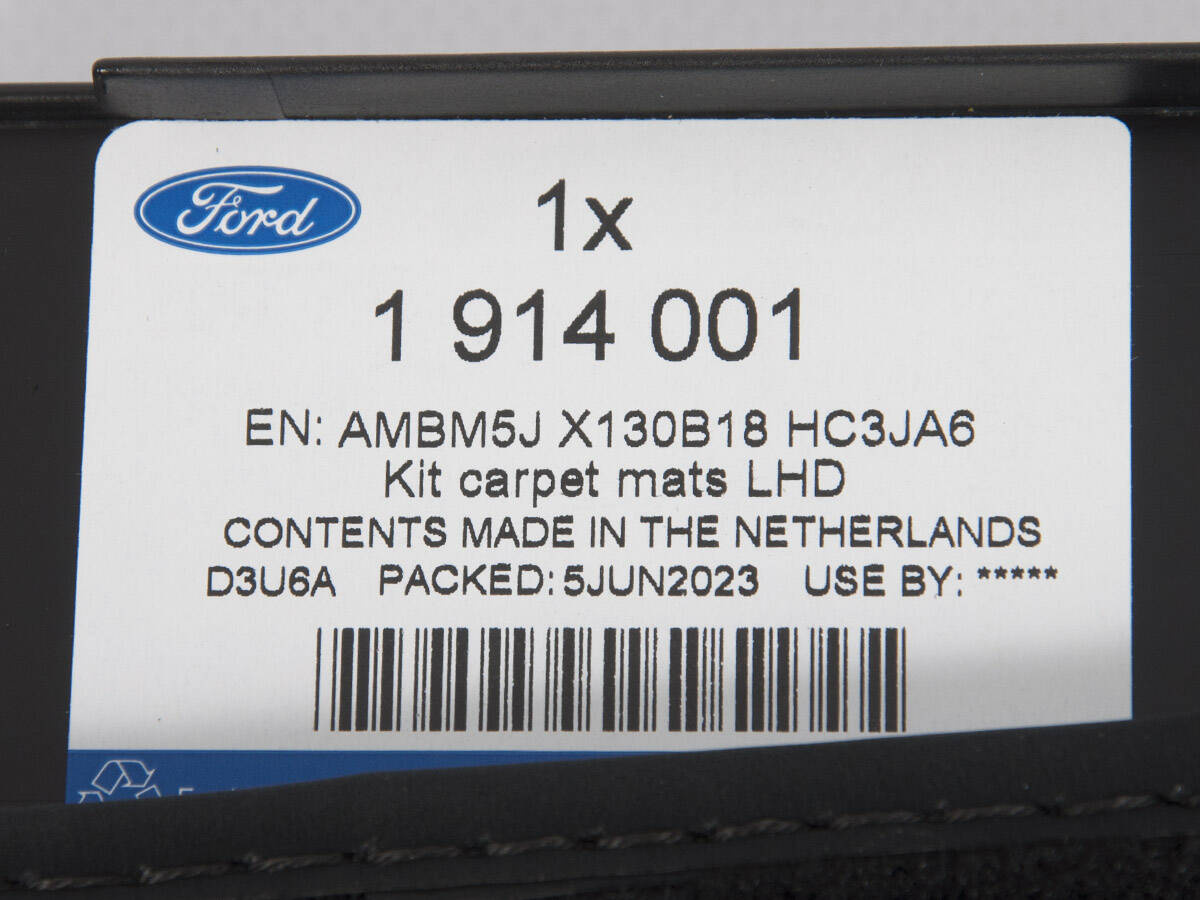 Ford
1x
1 914 001
EN: AMBM5J X130B18 HC3JA6
Kit carpet mats LHD
CONTENTS MADE IN THE NETHERLANDS
D3U6A PACKED: 5JUN2023 USE BY: *****